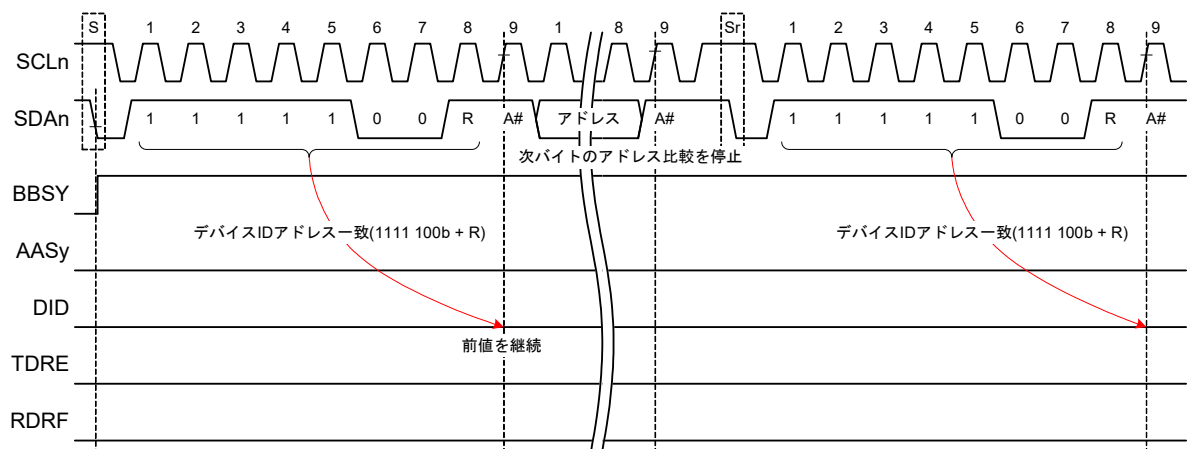 S 1 2 3 4 5 6 7 8 9 1 8 9 Sr 1 2 3 4 5 6 7 8 9
SCLn
SDAn 1 1 1 1 1 0 0 R A# アドレス A# 1 1 1 1 1 0 0 R A#
次バイトのアドレス比較を停止
BBSY
デバイスIDアドレス一致(1111 100b + R) デバイスIDアドレス一致(1111 100b + R)
AASy
DID
前値を継続
TDRE
RDRF